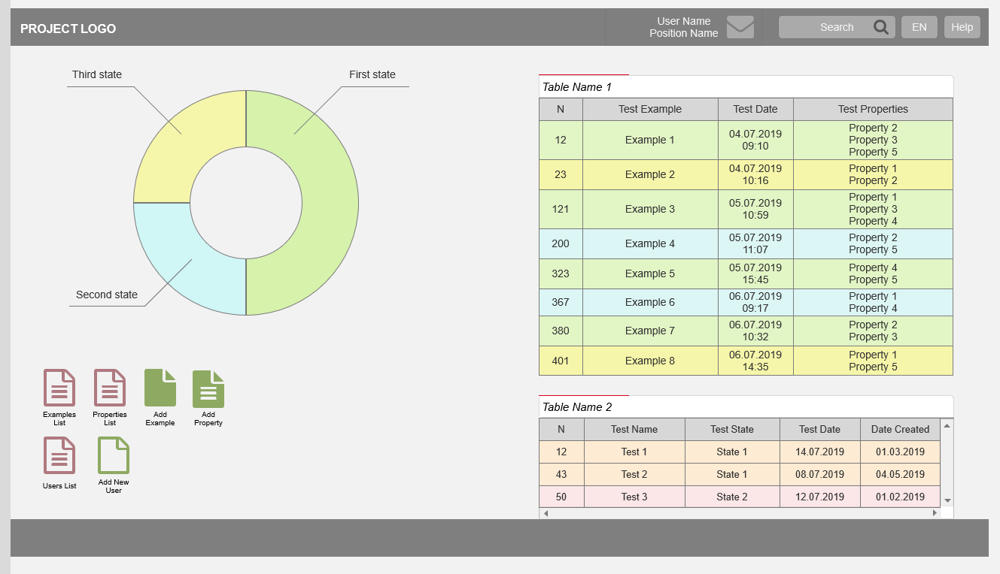 PROJECT LOGO
User Name
Position Name
Search
EN
Help
Third state
First state
Second state
Examples
List
Properties
List
Add
Example
Add
Property
Users List
Add New
User
Table Name 1
N Test Example Test Date Test Properties
12 Example 1 04.07.2019 09:10 Property 2 Property 3 Property 5
23 Example 2 04.07.2019 10:16 Property 1 Property 2
121 Example 3 05.07.2019 10:59 Property 1 Property 3 Property 4
200 Example 4 05.07.2019 11:07 Property 2 Property 5
323 Example 5 05.07.2019 15:45 Property 4 Property 5
367 Example 6 06.07.2019 09:17 Property 1 Property 4
380 Example 7 06.07.2019 10:32 Property 2 Property 3
401 Example 8 06.07.2019 14:35 Property 1 Property 5
Table Name 2
N Test Name Test State Test Date Date Created
12 Test 1 State 1 14.07.2019 01.03.2019
43 Test 2 State 1 08.07.2019 04.05.2019
50 Test 3 State 2 12.07.2019 01.02.2019